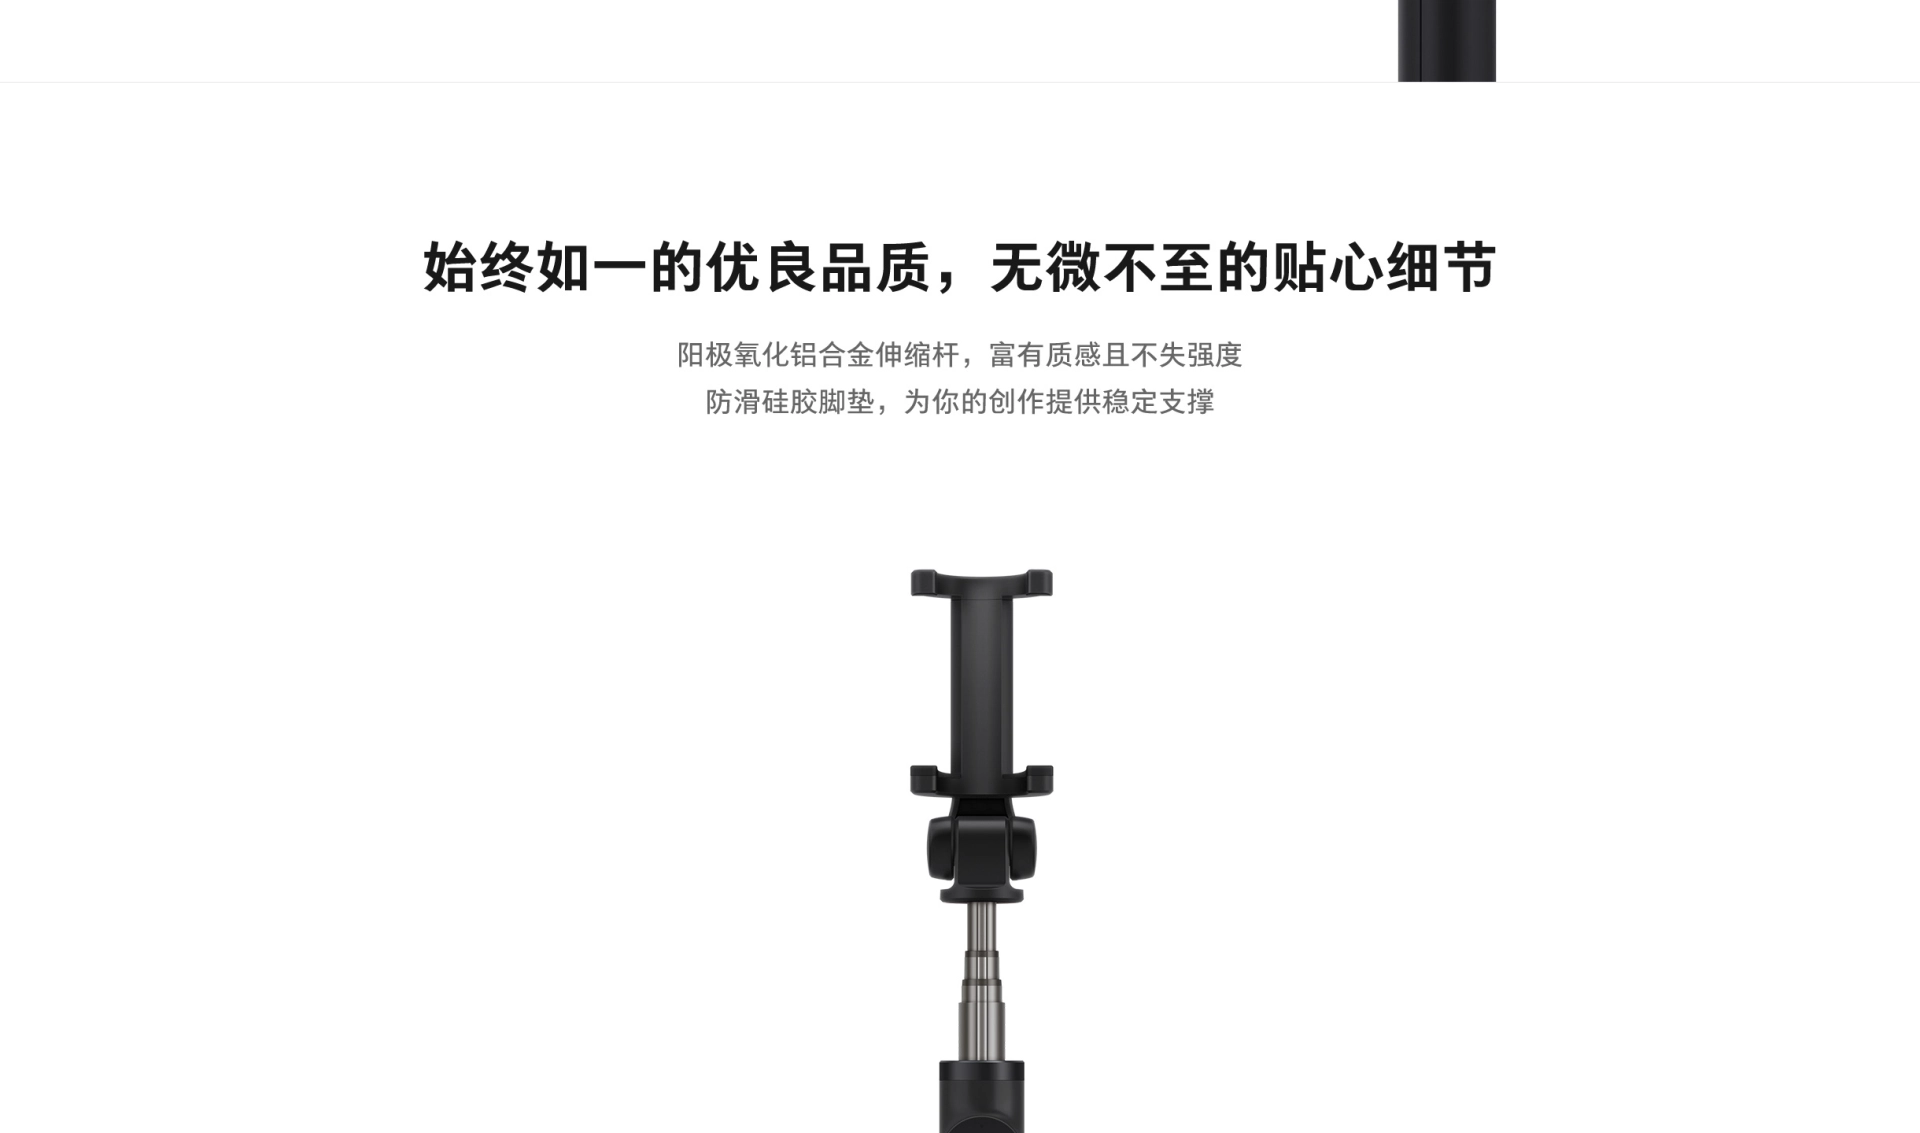 始终如一的优良品质，无微不至的贴心细节
阳极氧化铝合金伸缩杆，富有质感且不失强度
防滑硅胶脚垫，为你的创作提供稳定支撑